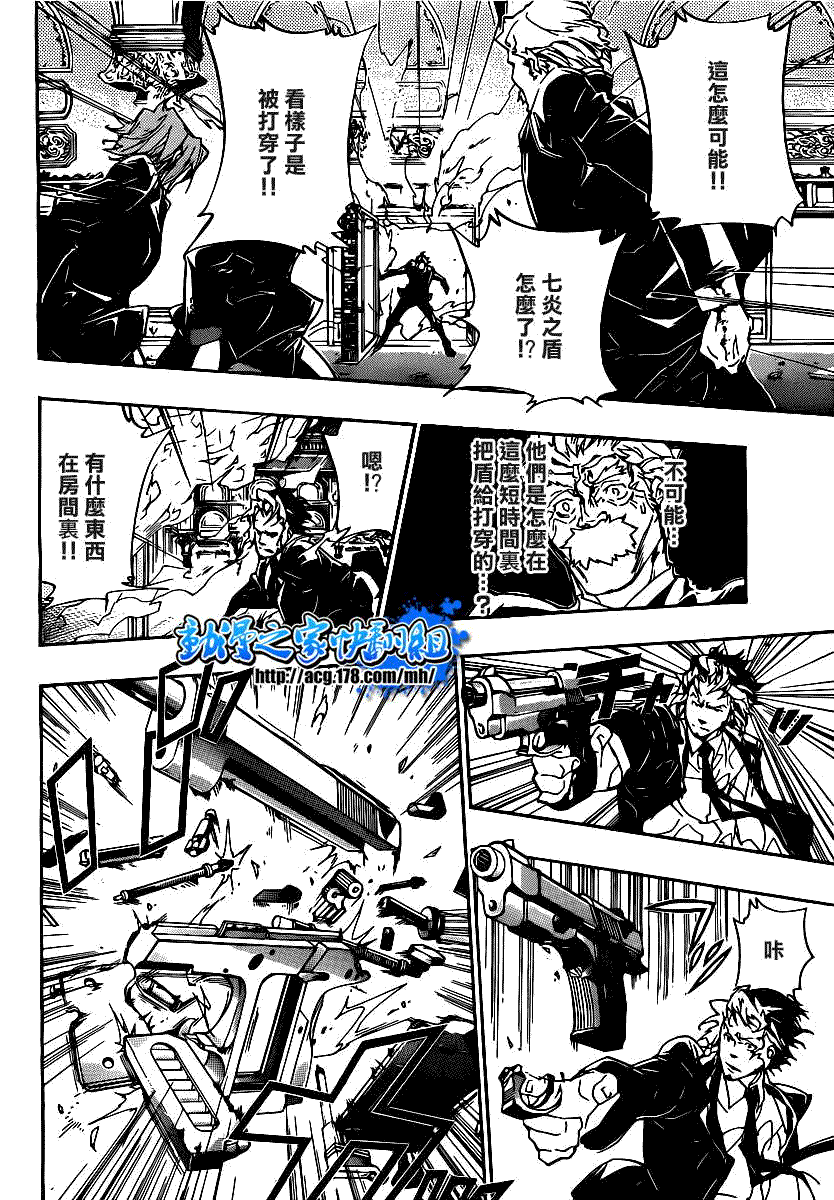 這怎麼可能!!
七炎之盾
怎麼了!?
看樣子是
被打穿了!!
不可能…
他們是怎麼在
這麼短時間裏
把盾給打穿的…?
嗯!?
有什麼東西
在房間裏!!
動漫之家快翻組
http://acg.178.com/mh/
咔